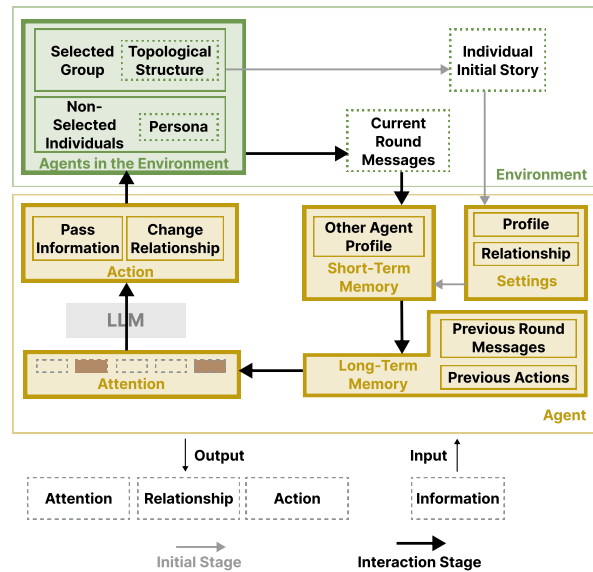 Selected
Group
Topological
Structure
Individual
Initial Story
Non-
Selected
Individuals
Persona
Agents in the Environment
Current
Round
Messages
Environment
Pass
Information
Change
Relationship
Action
Other Agent
Profile
Short-Term
Memory
Profile
Relationship
Settings
LLM
Previous Round
Messages
Previous Actions
Long-Term
Memory
Attention
Agent
Output
Input
Attention
Relationship
Action
Information
Initial Stage
Interaction Stage